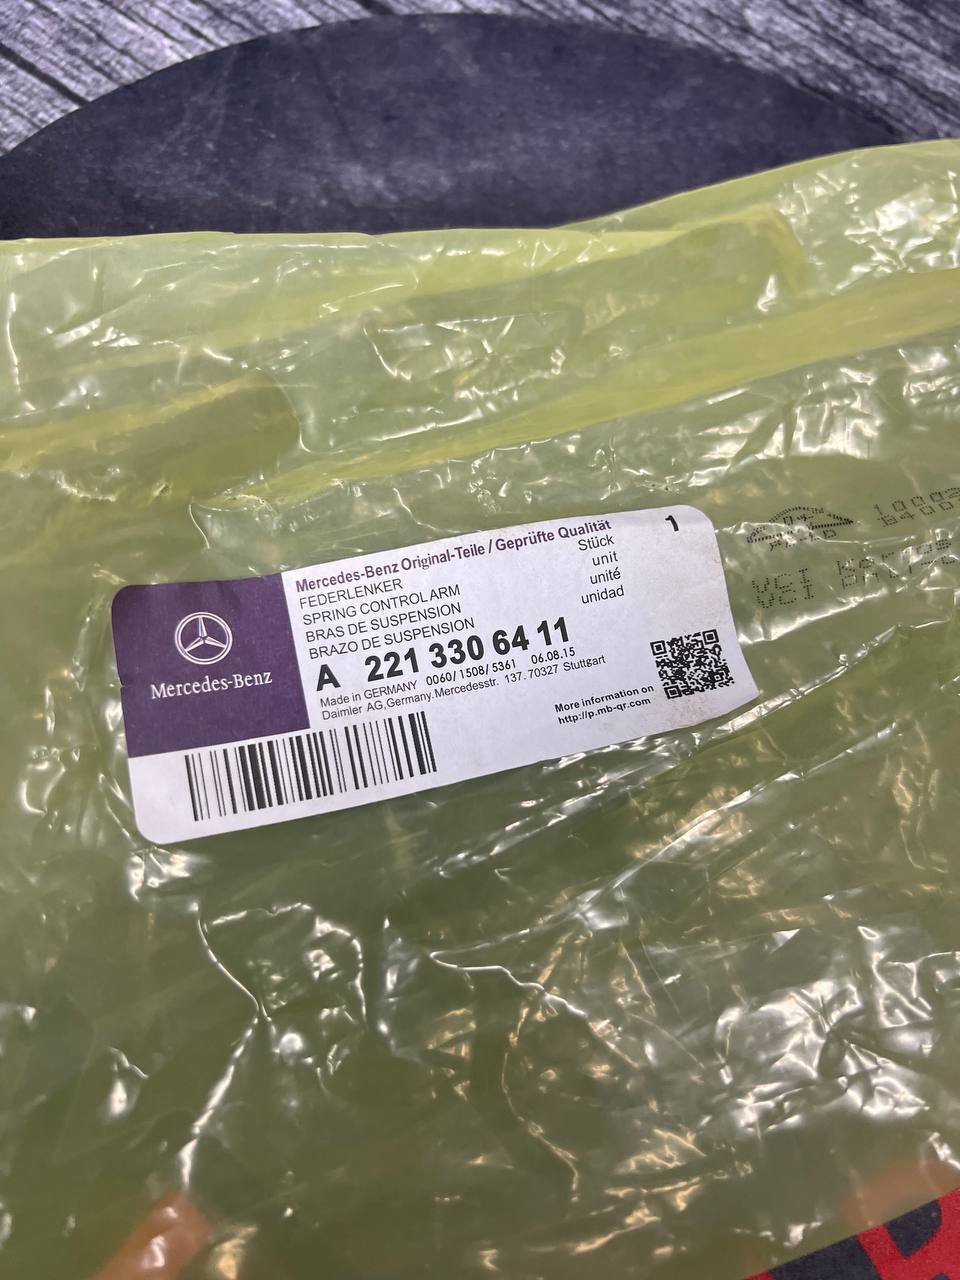 Mercedes-Benz Original-Teile / Geprüfte Qualität
1
FEDERLENKER
Stück
SPRING CONTROL ARM
unit
BRAS DE SUSPENSION
unité
BRAZO DE SUSPENSION
unidad
A 221 330 64 11
Made in GERMANY 0060/1508/5361 06.08.15
Daimler AG,Germany.Mercedesstr. 137.70327 Stuttgart
More information on
http://p.mb-qr.com
Mercedes-Benz
VCI